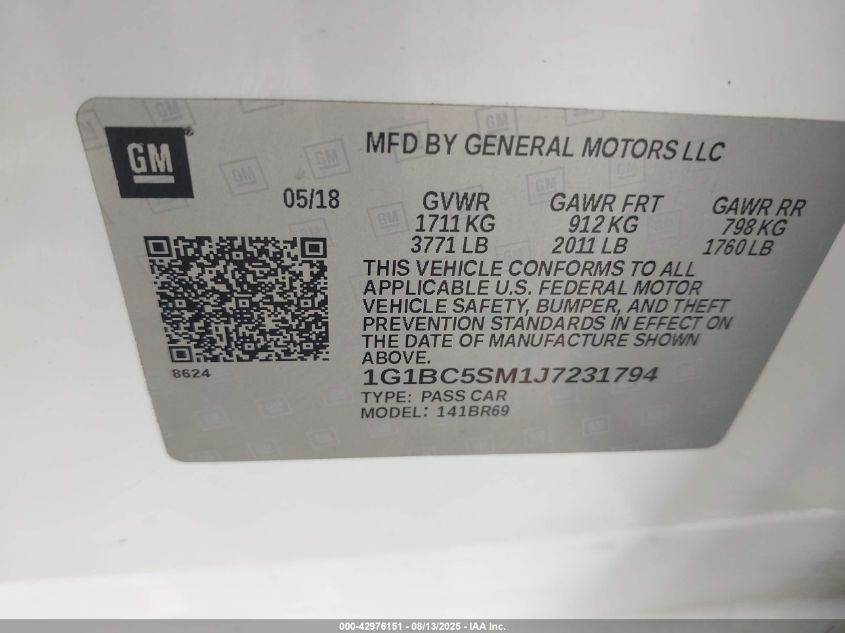 GM
MFD BY GENERAL MOTORS LLC
05/18 GVWR GAWR FRT GAWR RR
1711 KG 912 KG 798 KG
3771 LB 2011 LB 1760 LB
THIS VEHICLE CONFORMS TO ALL
APPLICABLE U.S. FEDERAL MOTOR
VEHICLE SAFETY, BUMPER, AND THEFT
PREVENTION STANDARDS IN EFFECT ON
THE DATE OF MANUFACTURE SHOWN
ABOVE.
8624
1G1BC5SM1J7231794
TYPE: PASS CAR
MODEL: 141BR69
000-42976151 - 08/13/2025 - IAA Inc.